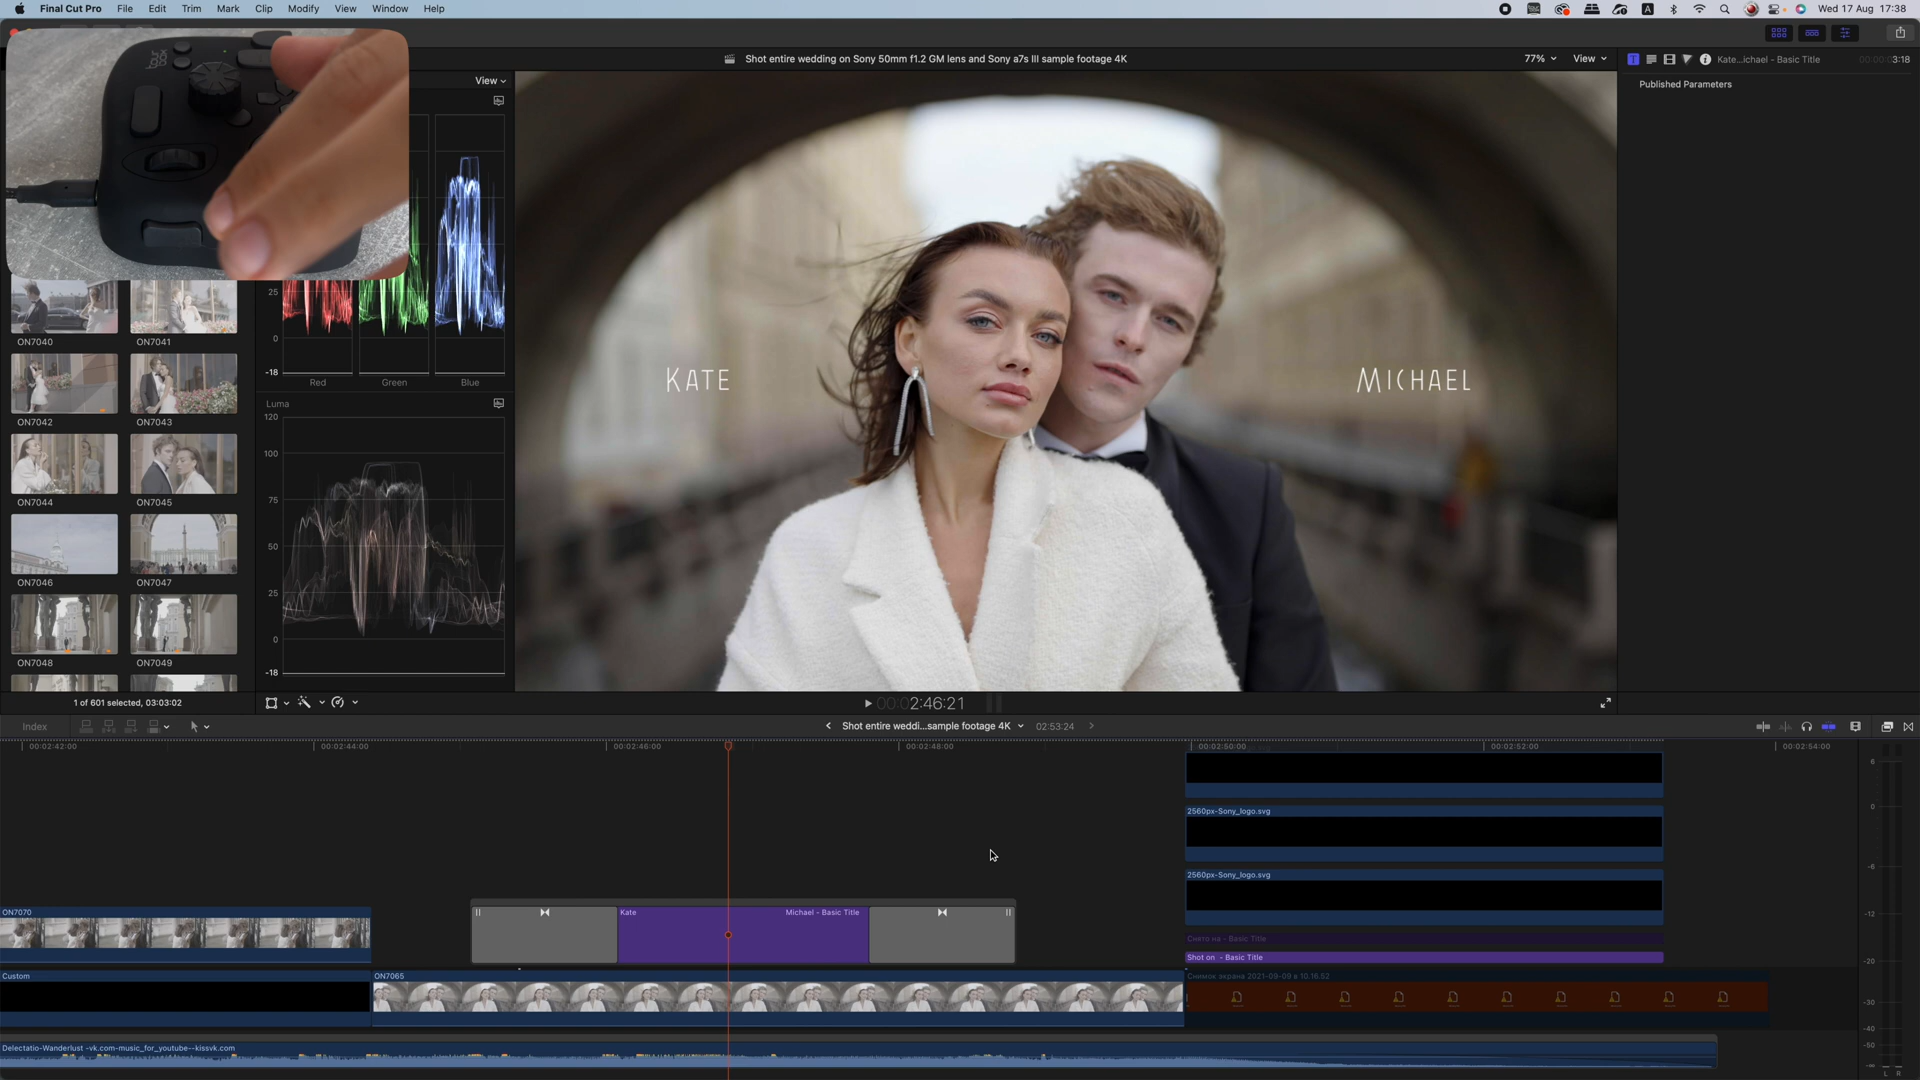 Final Cut Pro File Edit Trim Mark Clip Modify View Window Help
A
Wed 17 Aug 17:38
Shot entire wedding on Sony 50mm f1.2 GM lens and Sony a7s III sample footage 4K
77%
View
Kate...ichael - Basic Title
00:00:03:18
View
Published Parameters
KATE
MICHAEL
25
0
-18
Red Green Blue
Luma
120
100
75
50
25
0
-18
ON7040 ON7041
ON7042 ON7043
ON7044 ON7045
ON7046 ON7047
ON7048 ON7049
1 of 601 selected, 03:03:02
00:00:02:46:21
Index
Shot entire weddi...sample footage 4K
02:53:24
00:02:42:00 00:02:44:00 00:02:46:00 00:02:48:00 00:02:50:00 00:02:52:00 00:02:54:00
2560px-Sony_logo.svg
2560px-Sony_logo.svg
ON7070
Kate Michael - Basic Title
Снято на - Basic Title
Shot on - Basic Title
Custom
ON7065
Снимок экрана 2021-09-09 в 10.16.52
Delectatio-Wanderlust -vk.com-music_for_youtube--kissvk.com
6
0
-6
-12
-20
-30
-40
-50
-∞
L R